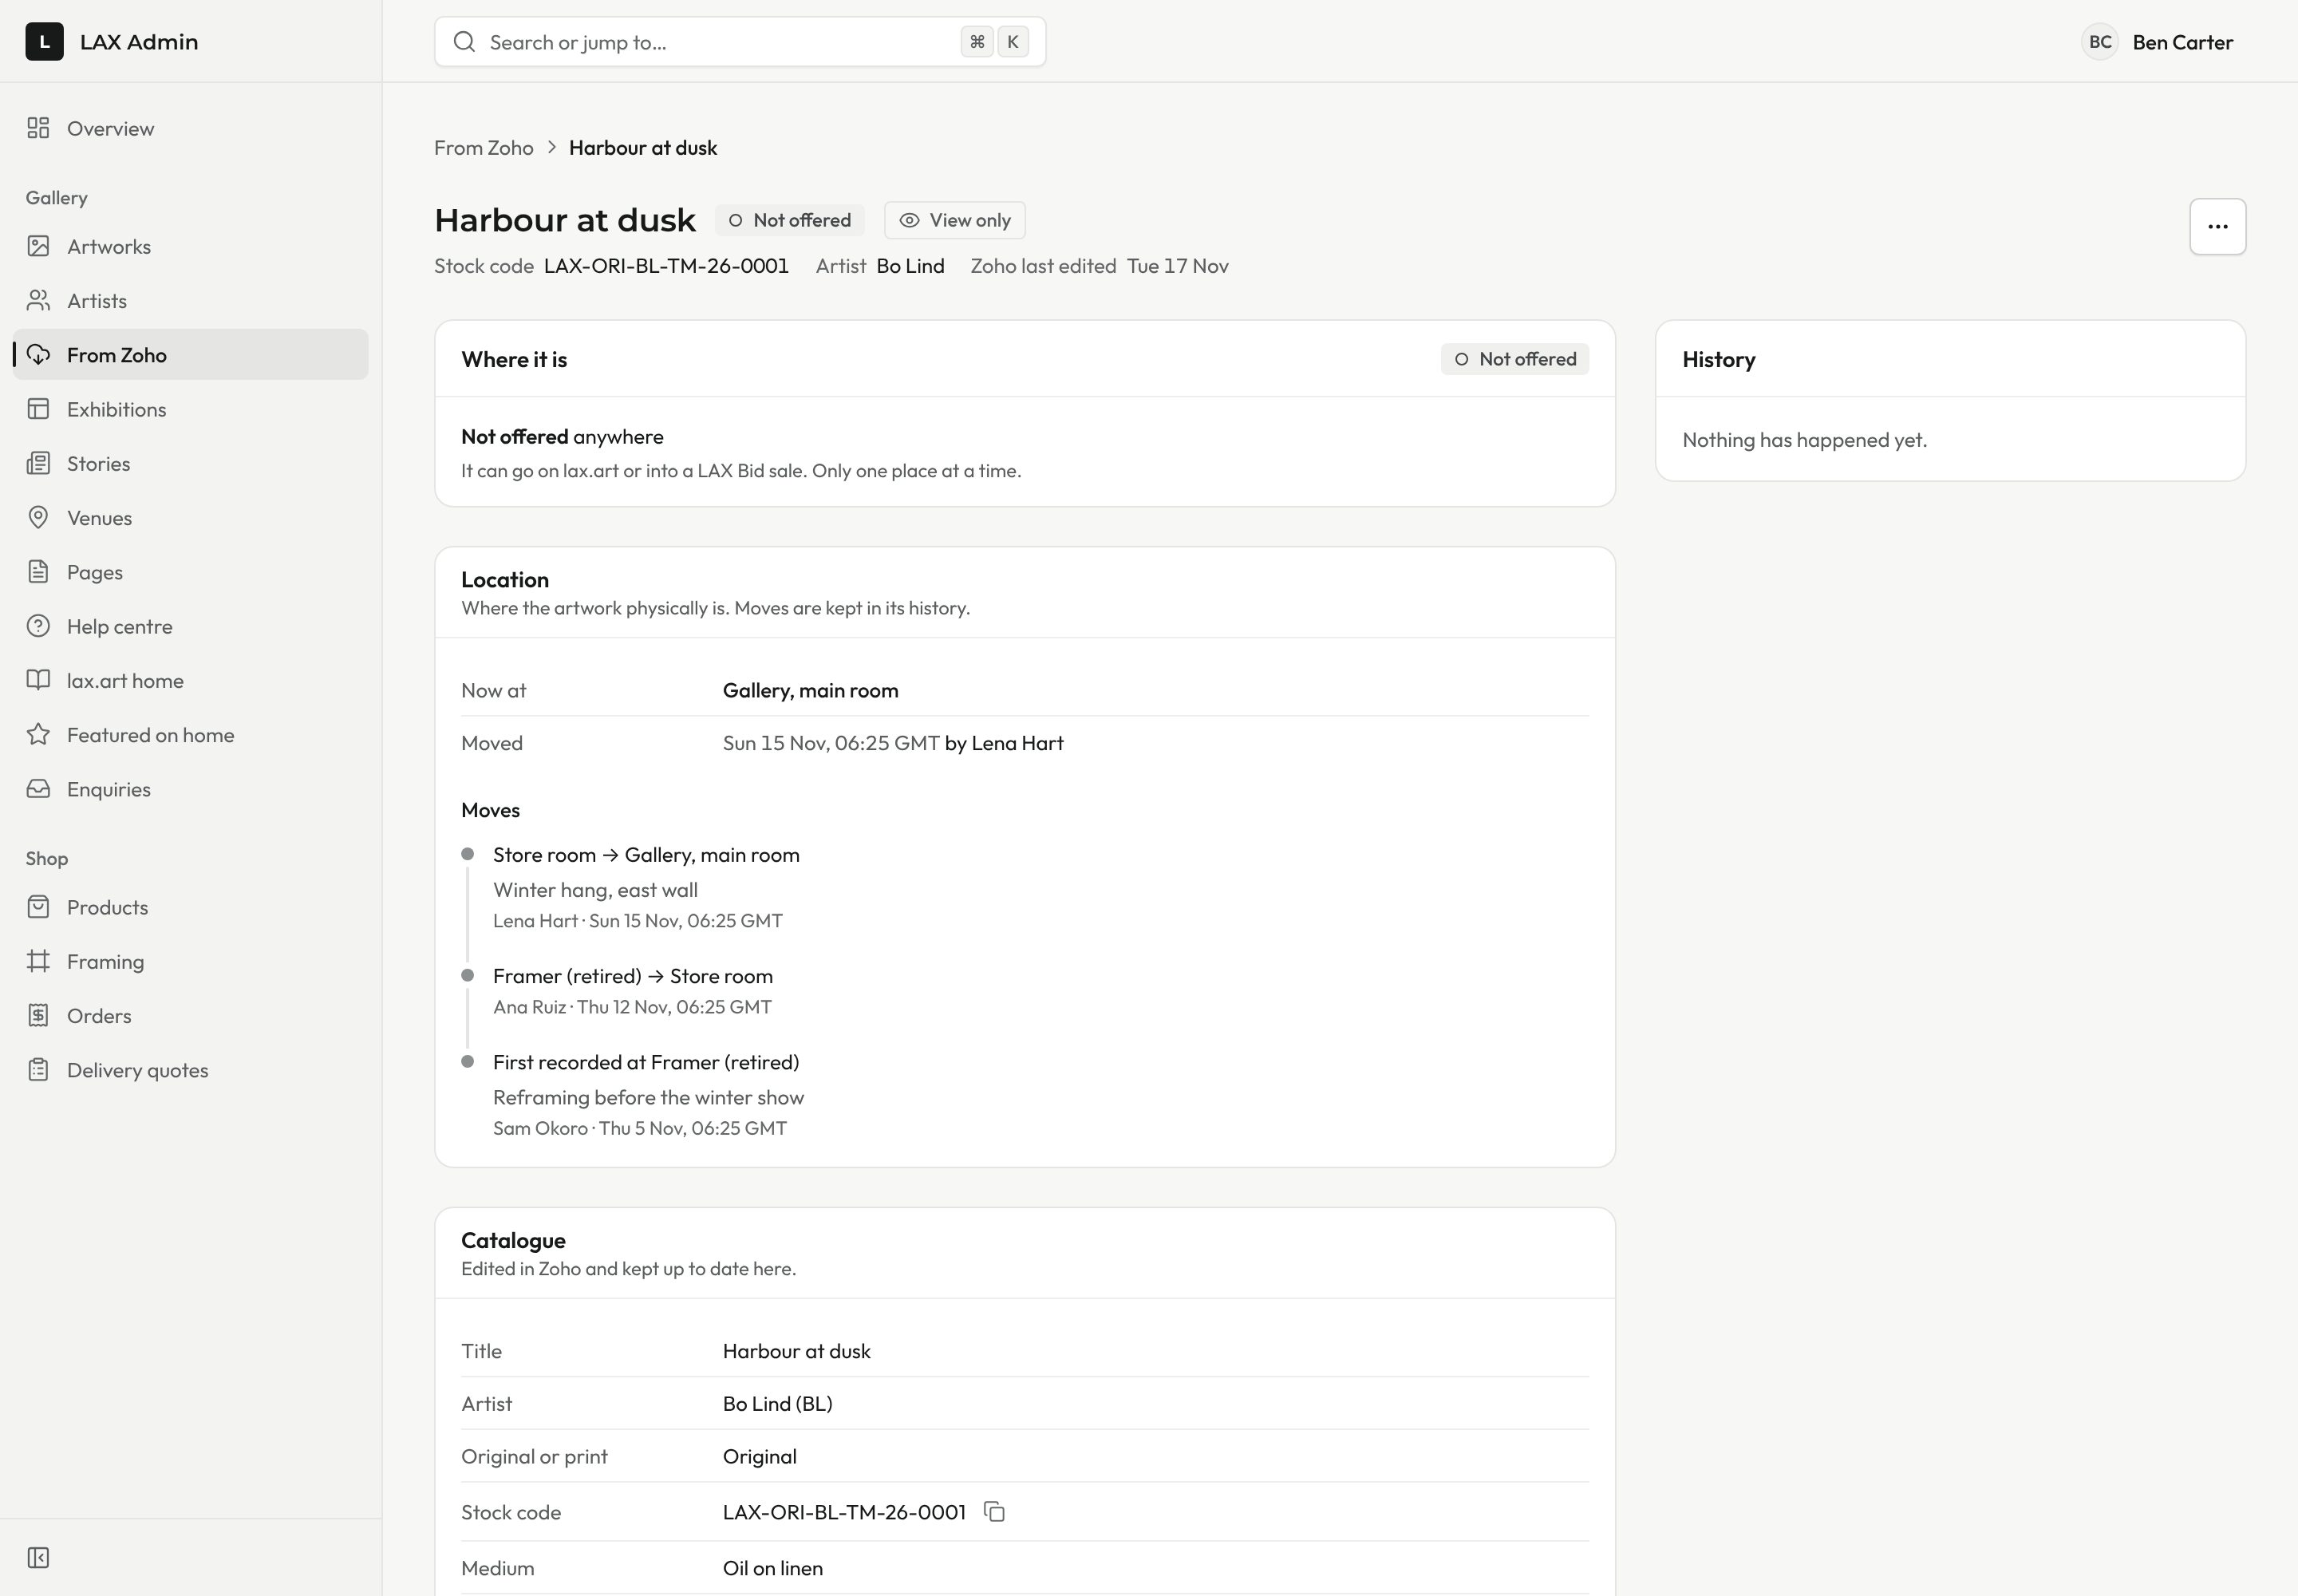 L LAX Admin
Search or jump to...
⌘ K
BC Ben Carter
Overview
Gallery
Artworks
Artists
From Zoho
Exhibitions
Stories
Venues
Pages
Help centre
lax.art home
Featured on home
Enquiries
Shop
Products
Framing
Orders
Delivery quotes
From Zoho > Harbour at dusk
Harbour at dusk Not offered View only
Stock code LAX-ORI-BL-TM-26-0001 Artist Bo Lind Zoho last edited Tue 17 Nov
Where it is Not offered
Not offered anywhere
It can go on lax.art or into a LAX Bid sale. Only one place at a time.
History
Nothing has happened yet.
Location
Where the artwork physically is. Moves are kept in its history.
Now at Gallery, main room
Moved Sun 15 Nov, 06:25 GMT by Lena Hart
Moves
Store room → Gallery, main room
Winter hang, east wall
Lena Hart · Sun 15 Nov, 06:25 GMT
Framer (retired) → Store room
Ana Ruiz · Thu 12 Nov, 06:25 GMT
First recorded at Framer (retired)
Reframing before the winter show
Sam Okoro · Thu 5 Nov, 06:25 GMT
Catalogue
Edited in Zoho and kept up to date here.
Title Harbour at dusk
Artist Bo Lind (BL)
Original or print Original
Stock code LAX-ORI-BL-TM-26-0001
Medium Oil on linen